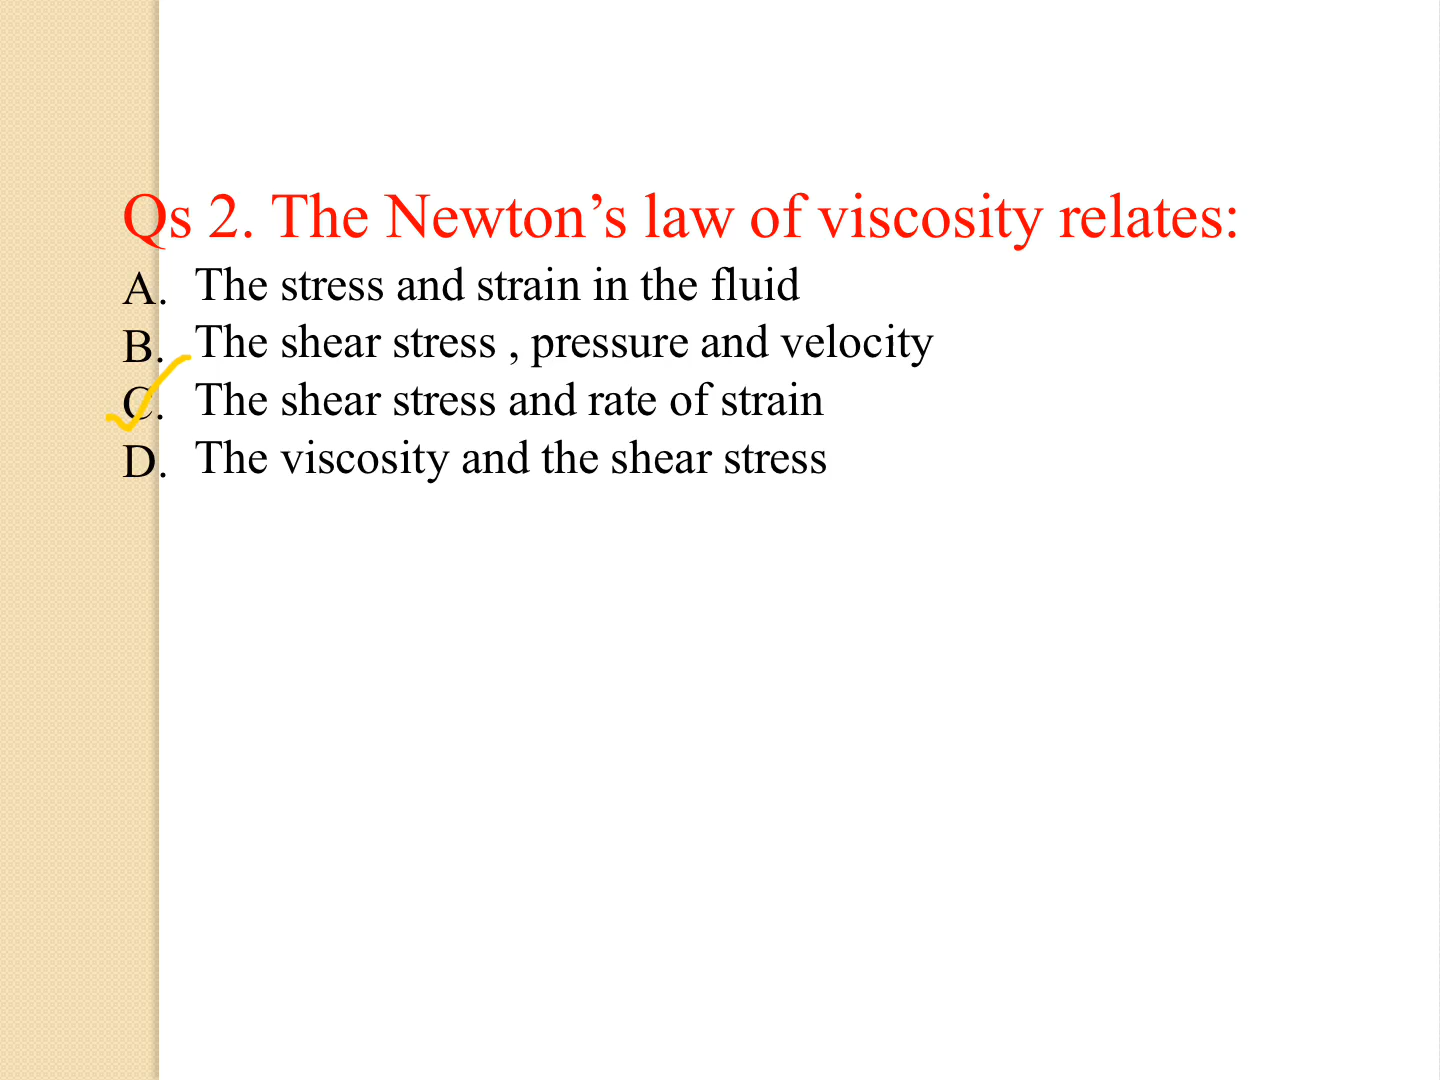 Qs 2. The Newton’s law of viscosity relates:
A. The stress and strain in the fluid
B. The shear stress , pressure and velocity
C. The shear stress and rate of strain
D. The viscosity and the shear stress